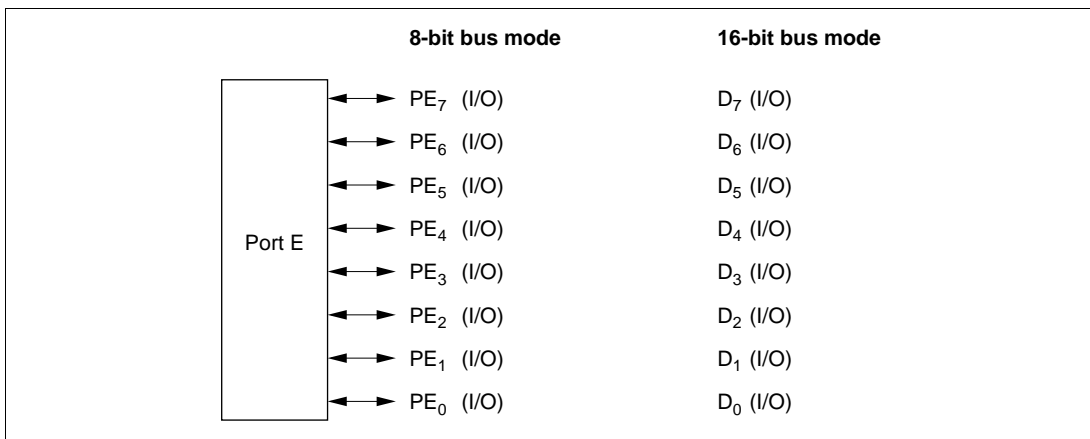 8-bit bus mode 16-bit bus mode
PE₇ (I/O) D₇ (I/O)
PE₆ (I/O) D₆ (I/O)
PE₅ (I/O) D₅ (I/O)
PE₄ (I/O) D₄ (I/O)
Port E
PE₃ (I/O) D₃ (I/O)
PE₂ (I/O) D₂ (I/O)
PE₁ (I/O) D₁ (I/O)
PE₀ (I/O) D₀ (I/O)